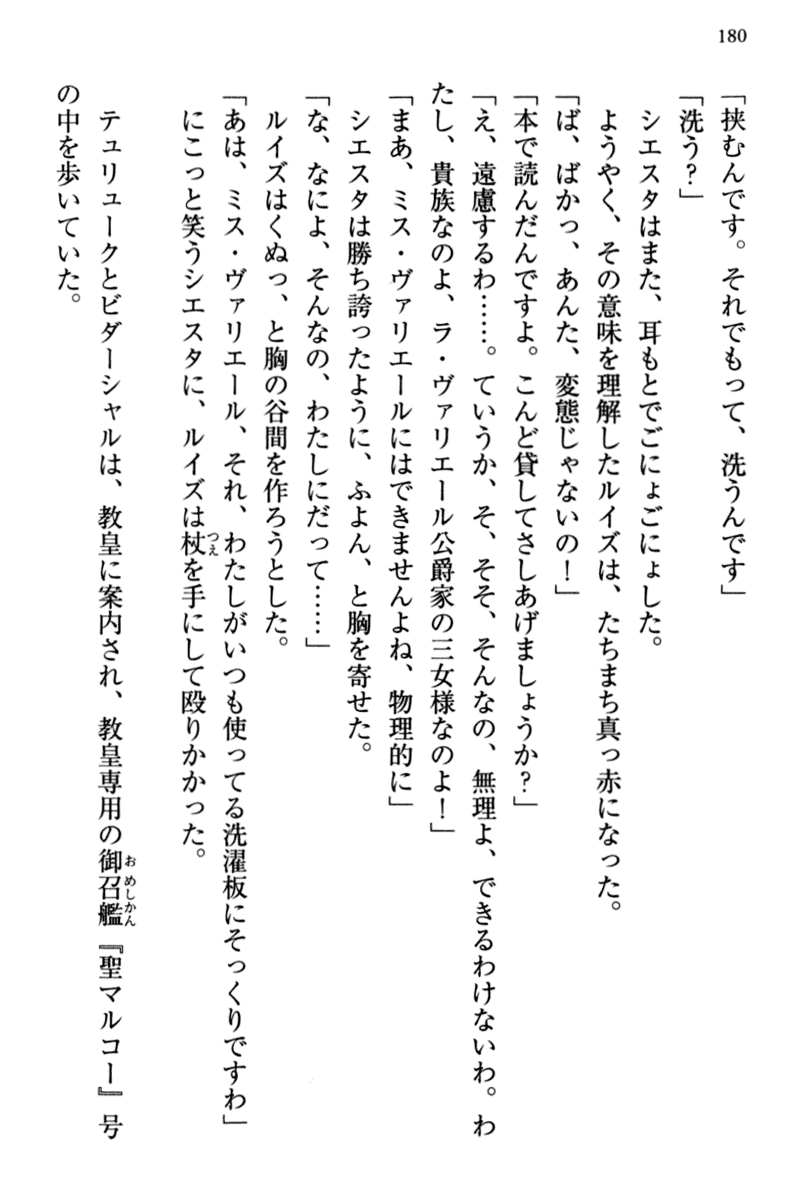 180
「挟むんです。それでもって、洗うんです」
「洗う？」
シエスタはまた、耳もとでごにょごにょした。
ようやく、その意味を理解したルイズは、たちまち真っ赤になった。
「ば、ばかっ、あんた、変態じゃないの！」
「本で読んだんですよ。こんど貸してさしあげましょうか？」
「え、遠慮するわ……。ていうか、そ、そそ、そんなの、無理よ、できるわけないわ。わ
たし、貴族なのよ、ラ・ヴァリエール公爵家の三女様なのよ！」
「まあ、ミス・ヴァリエールにはできませんよね、物理的に」
シエスタは勝ち誇ったように、ふよん、と胸を寄せた。
「な、なによ、そんなの、わたしにだって……」
ルイズはくぬっ、と胸の谷間を作ろうとした。
「あは、ミス・ヴァリエール、それ、わたしがいつも使ってる洗濯板にそっくりですわ」
にこっと笑うシエスタに、ルイズは杖つえを手にして殴りかかった。
テュリュークとビダーシャルは、教皇に案内され、教皇専用の御召艦おめしかん『聖マルコー』号
の中を歩いていた。